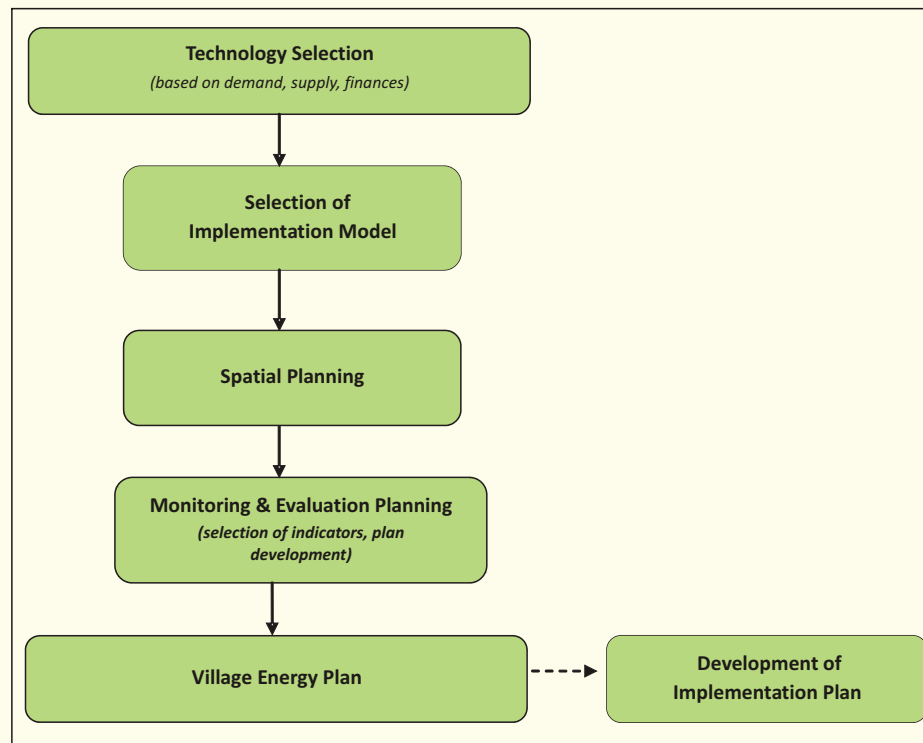 Technology Selection
(based on demand, supply, finances)
Selection of
Implementation Model
Spatial Planning
Monitoring & Evaluation Planning
(selection of indicators, plan
development)
Village Energy Plan
Development of
Implementation Plan